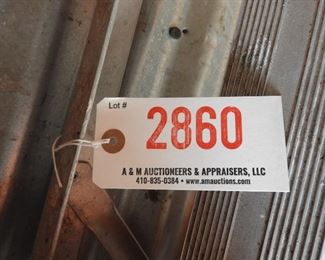 Lot #
2860
A & M AUCTIONEERS & APPRAISERS, LLC
410-835-0384 • www.amauctions.com